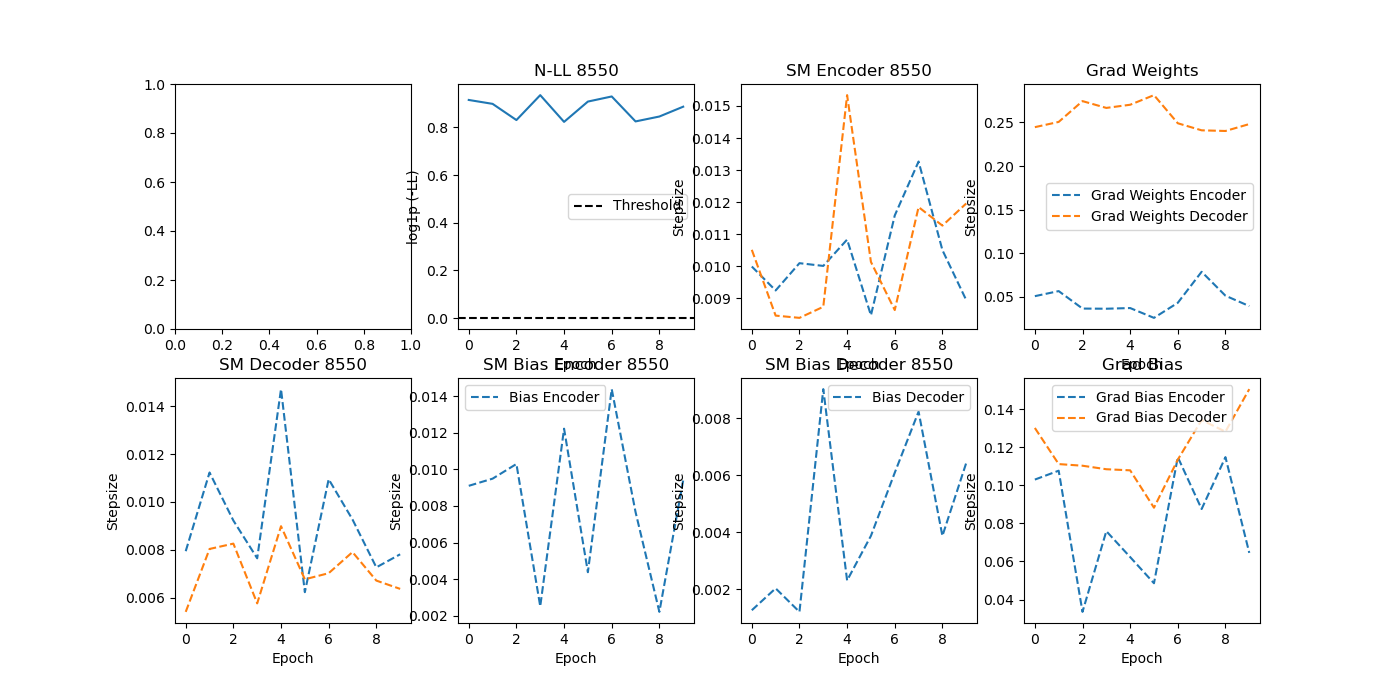 N-LL 8550
SM Encoder 8550
Grad Weights
1.0
0.8
0.6
0.4
0.2
0.0
0.0 0.2 0.4 0.6 0.8 1.0
log1p (-LL)
0.8
0.6
0.4
0.2
0.0
Threshold
0 2 4 6 8
Epoch
Stepsize
0.015
0.014
0.013
0.012
0.011
0.010
0.009
0 2 4 6 8
Epoch
Stepsize
0.25
0.20
0.15
0.10
0.05
Grad Weights Encoder
Grad Weights Decoder
0 2 4 6 8
Epoch
SM Decoder 8550
SM Bias Encoder 8550
SM Bias Decoder 8550
Grad Bias
Stepsize
0.014
0.012
0.010
0.008
0.006
0 2 4 6 8
Epoch
Stepsize
0.014
0.012
0.010
0.008
0.006
0.004
0.002
Bias Encoder
0 2 4 6 8
Epoch
Stepsize
0.008
0.006
0.004
0.002
Bias Decoder
0 2 4 6 8
Epoch
Stepsize
0.14
0.12
0.10
0.08
0.06
0.04
Grad Bias Encoder
Grad Bias Decoder
0 2 4 6 8
Epoch